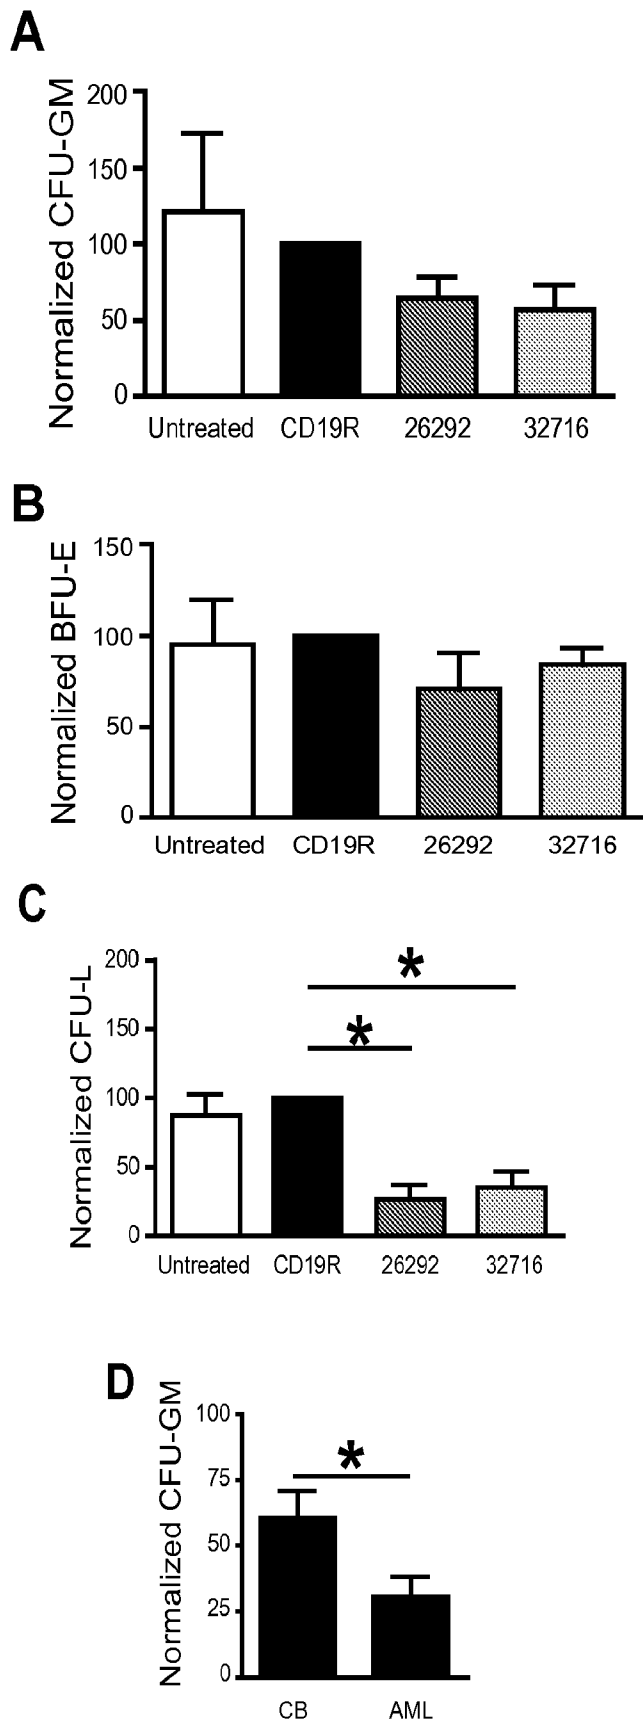 A
Normalized CFU-GM
200
150
100
50
0
Untreated CD19R 26292 32716
B
Normalized BFU-E
150
100
50
0
Untreated CD19R 26292 32716
C
Normalized CFU-L
200
150
100
50
0
*
*
Untreated CD19R 26292 32716
D
Normalized CFU-GM
100
75
50
25
0
*
CB AML